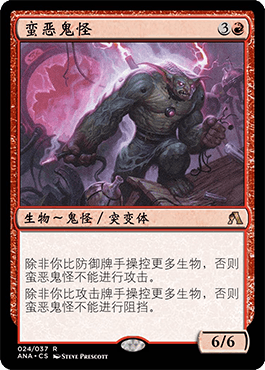 蛮恶鬼怪 3
生物～鬼怪／突变体
除非你比防御牌手操控更多生物，否则
蛮恶鬼怪不能进行攻击。
除非你比攻击牌手操控更多生物，否则
蛮恶鬼怪不能进行阻挡。
6/6
024/037 R
ANA • CS Steve Prescott